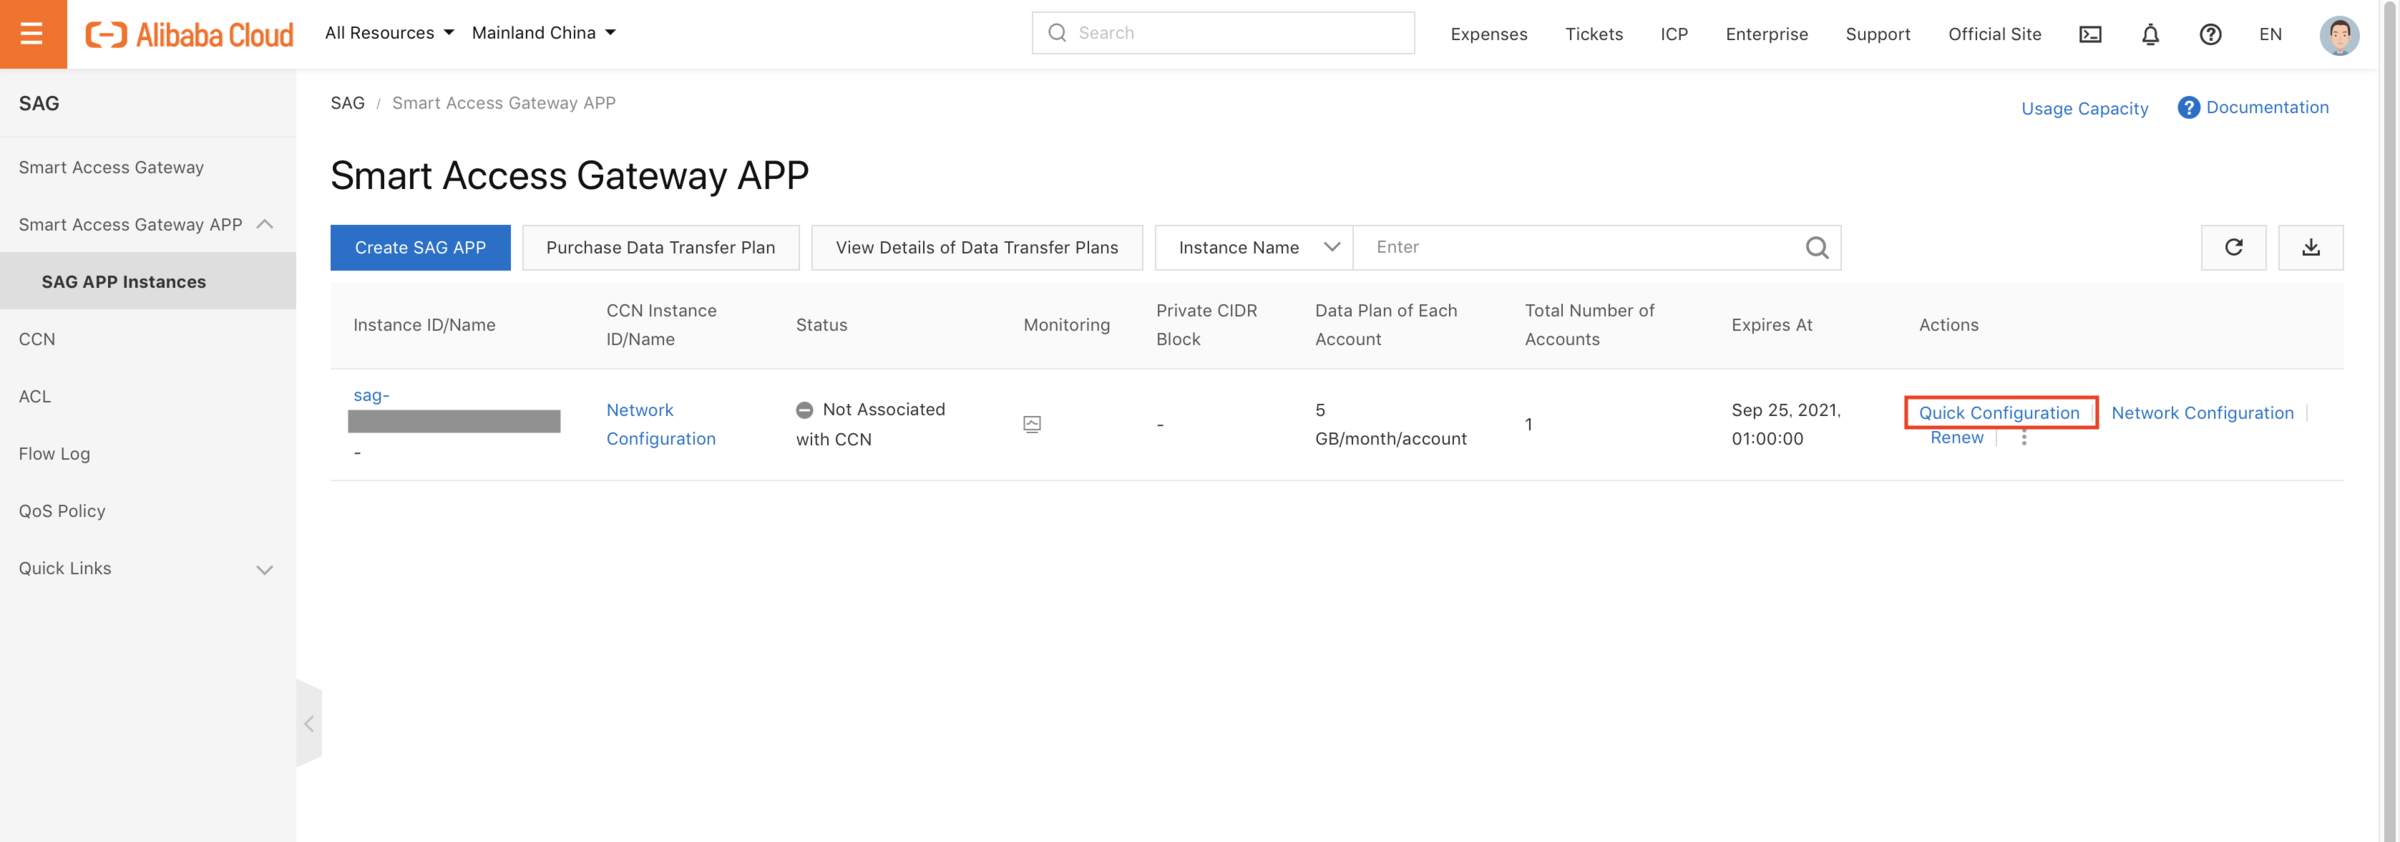 Alibaba Cloud
All Resources
Mainland China
Search
Expenses
Tickets
ICP
Enterprise
Support
Official Site
EN
SAG
Smart Access Gateway
Smart Access Gateway APP
SAG APP Instances
CCN
ACL
Flow Log
QoS Policy
Quick Links
SAG / Smart Access Gateway APP
Usage Capacity
? Documentation
Smart Access Gateway APP
Create SAG APP
Purchase Data Transfer Plan
View Details of Data Transfer Plans
Instance Name
Enter
Instance ID/Name
CCN Instance
ID/Name
Status
Monitoring
Private CIDR
Block
Data Plan of Each
Account
Total Number of
Accounts
Expires At
Actions
sag-
-
Network
Configuration
Not Associated
with CCN
-
5
GB/month/account
1
Sep 25, 2021,
01:00:00
Quick Configuration
Network Configuration
Renew